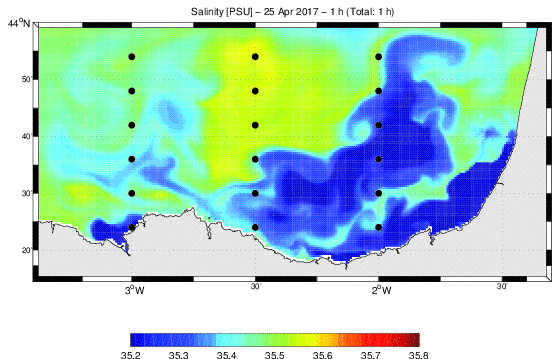 Salinity [PSU] – 25 Apr 2017 – 1 h (Total: 1 h)
44°N
50'
40'
30'
20'
3°W 30' 2°W 30'
35.2 35.3 35.4 35.5 35.6 35.7 35.8